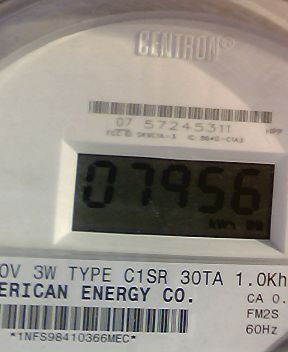 CENTRON®
07 57245311
07956
0V 3W TYPE C1SR 30TA 1.0Kh
ERICAN ENERGY CO.
CA 0.
FM2S
*1NFS98410366MEC*
60Hz